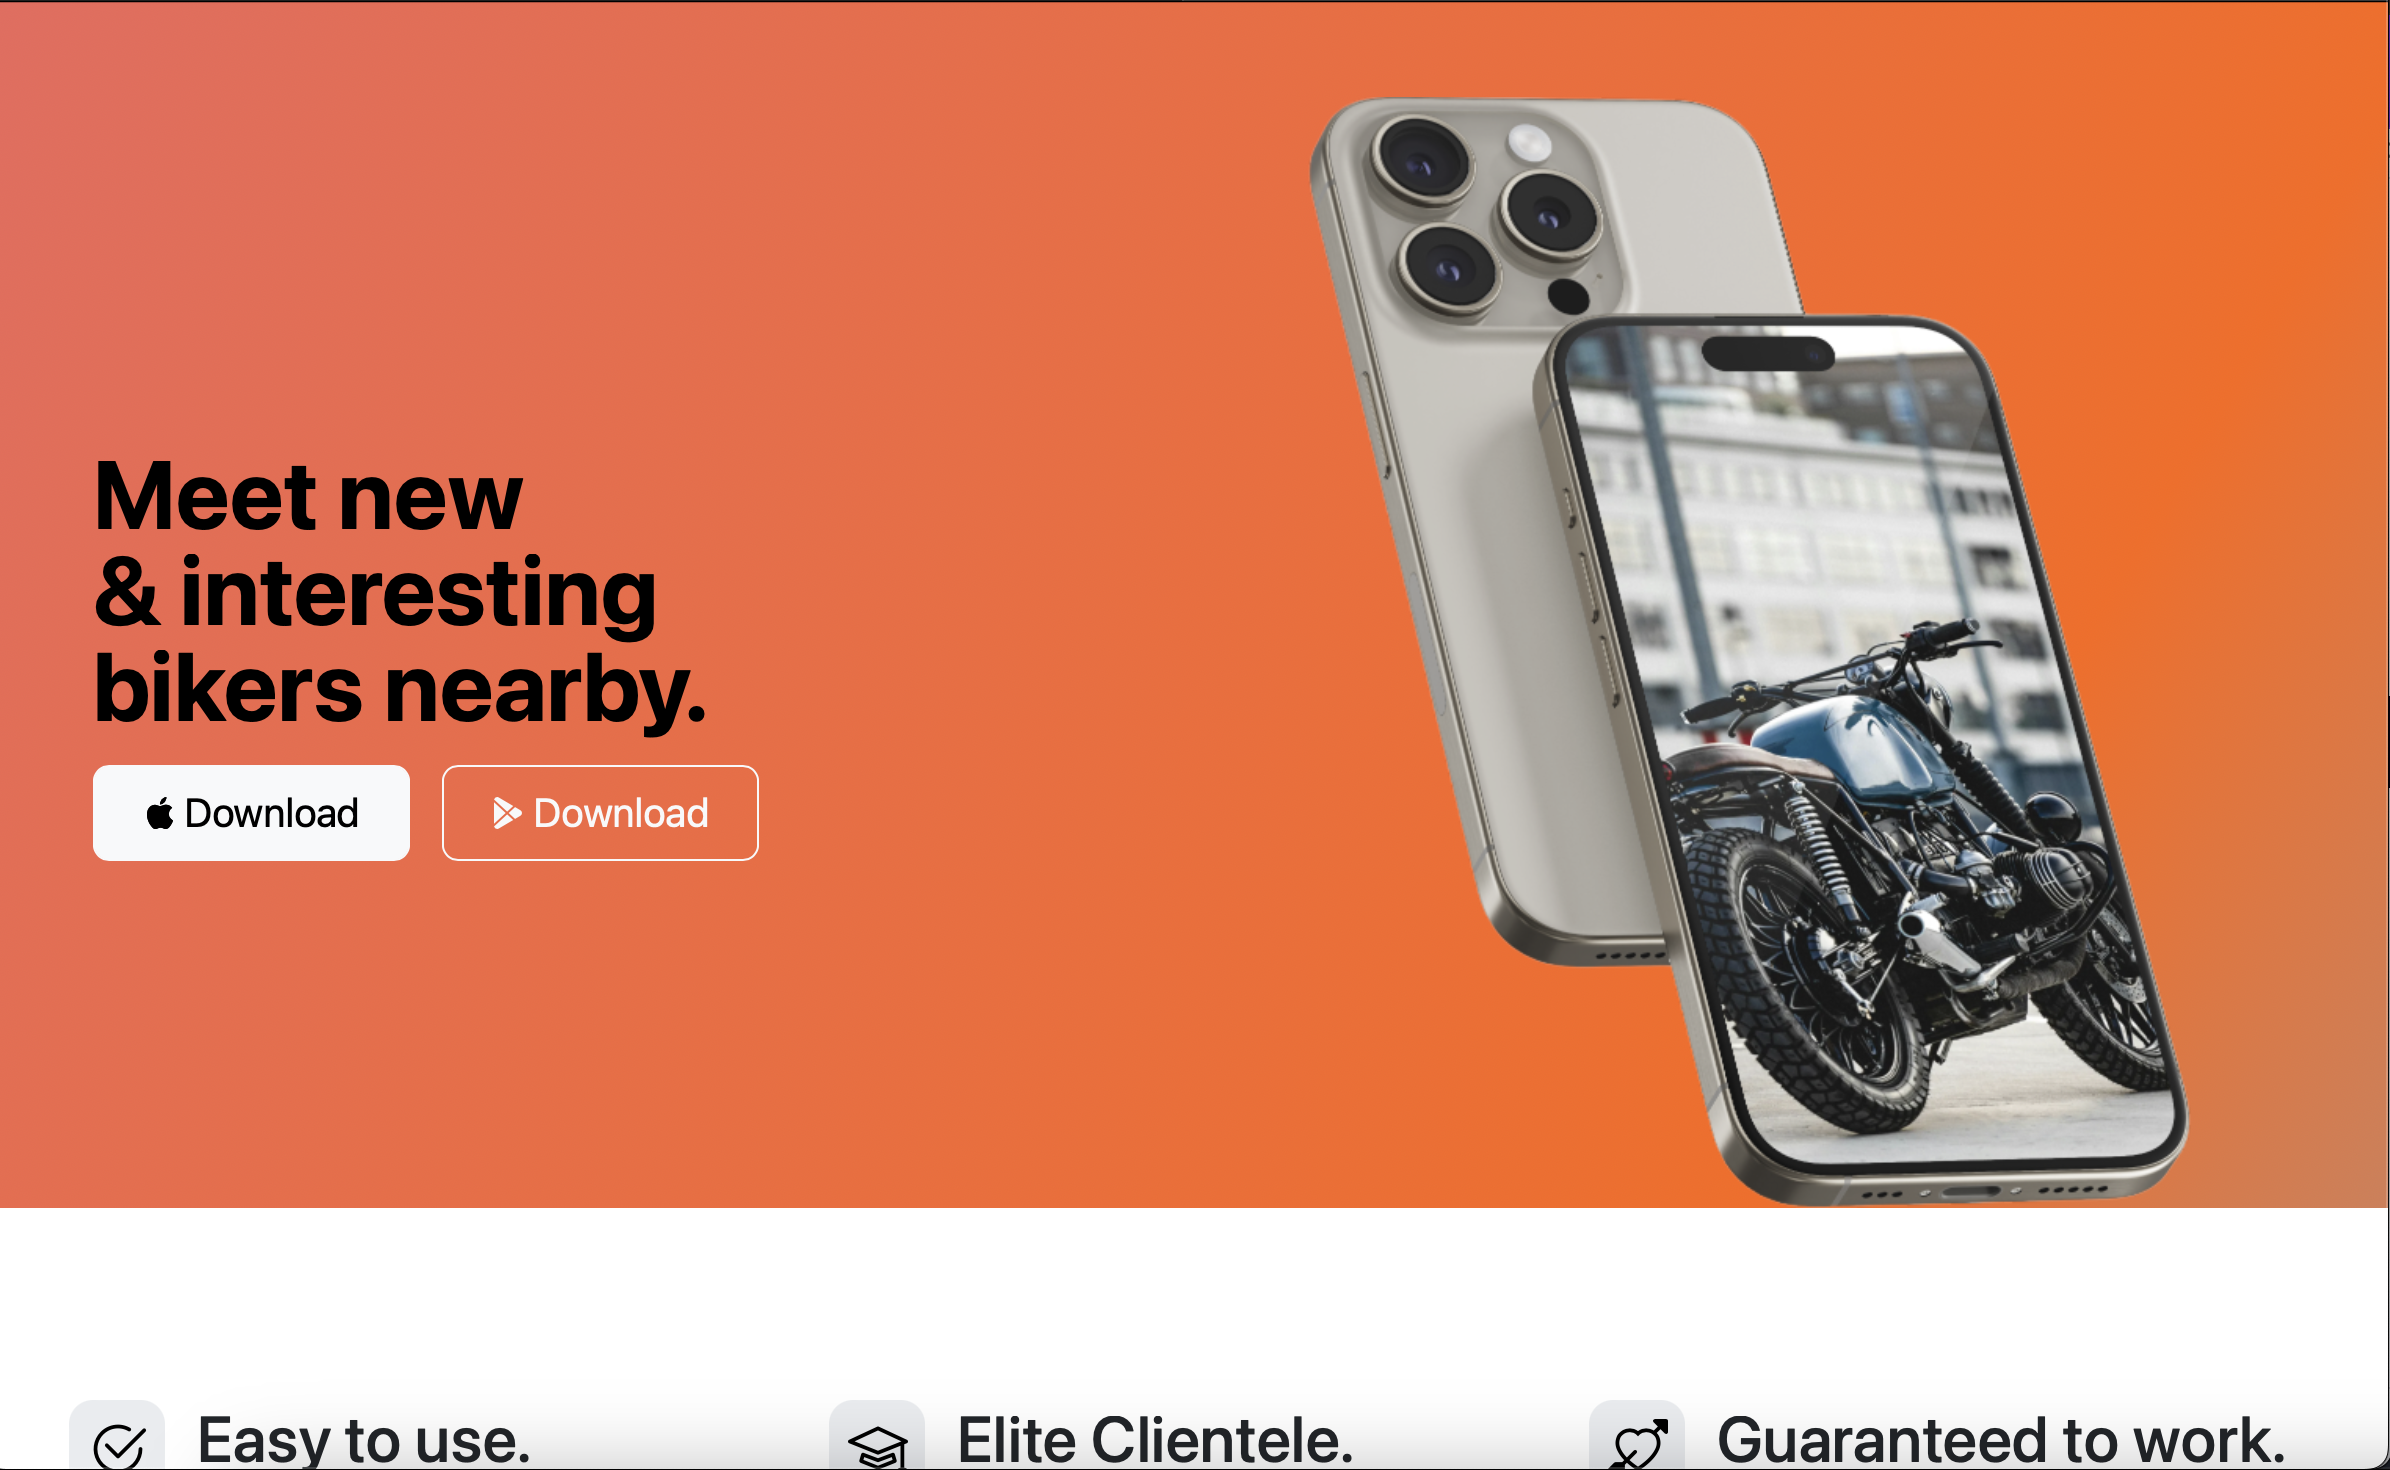 Meet new
& interesting
bikers nearby.
Download
Download
Easy to use.
Elite Clientele.
Guaranteed to work.